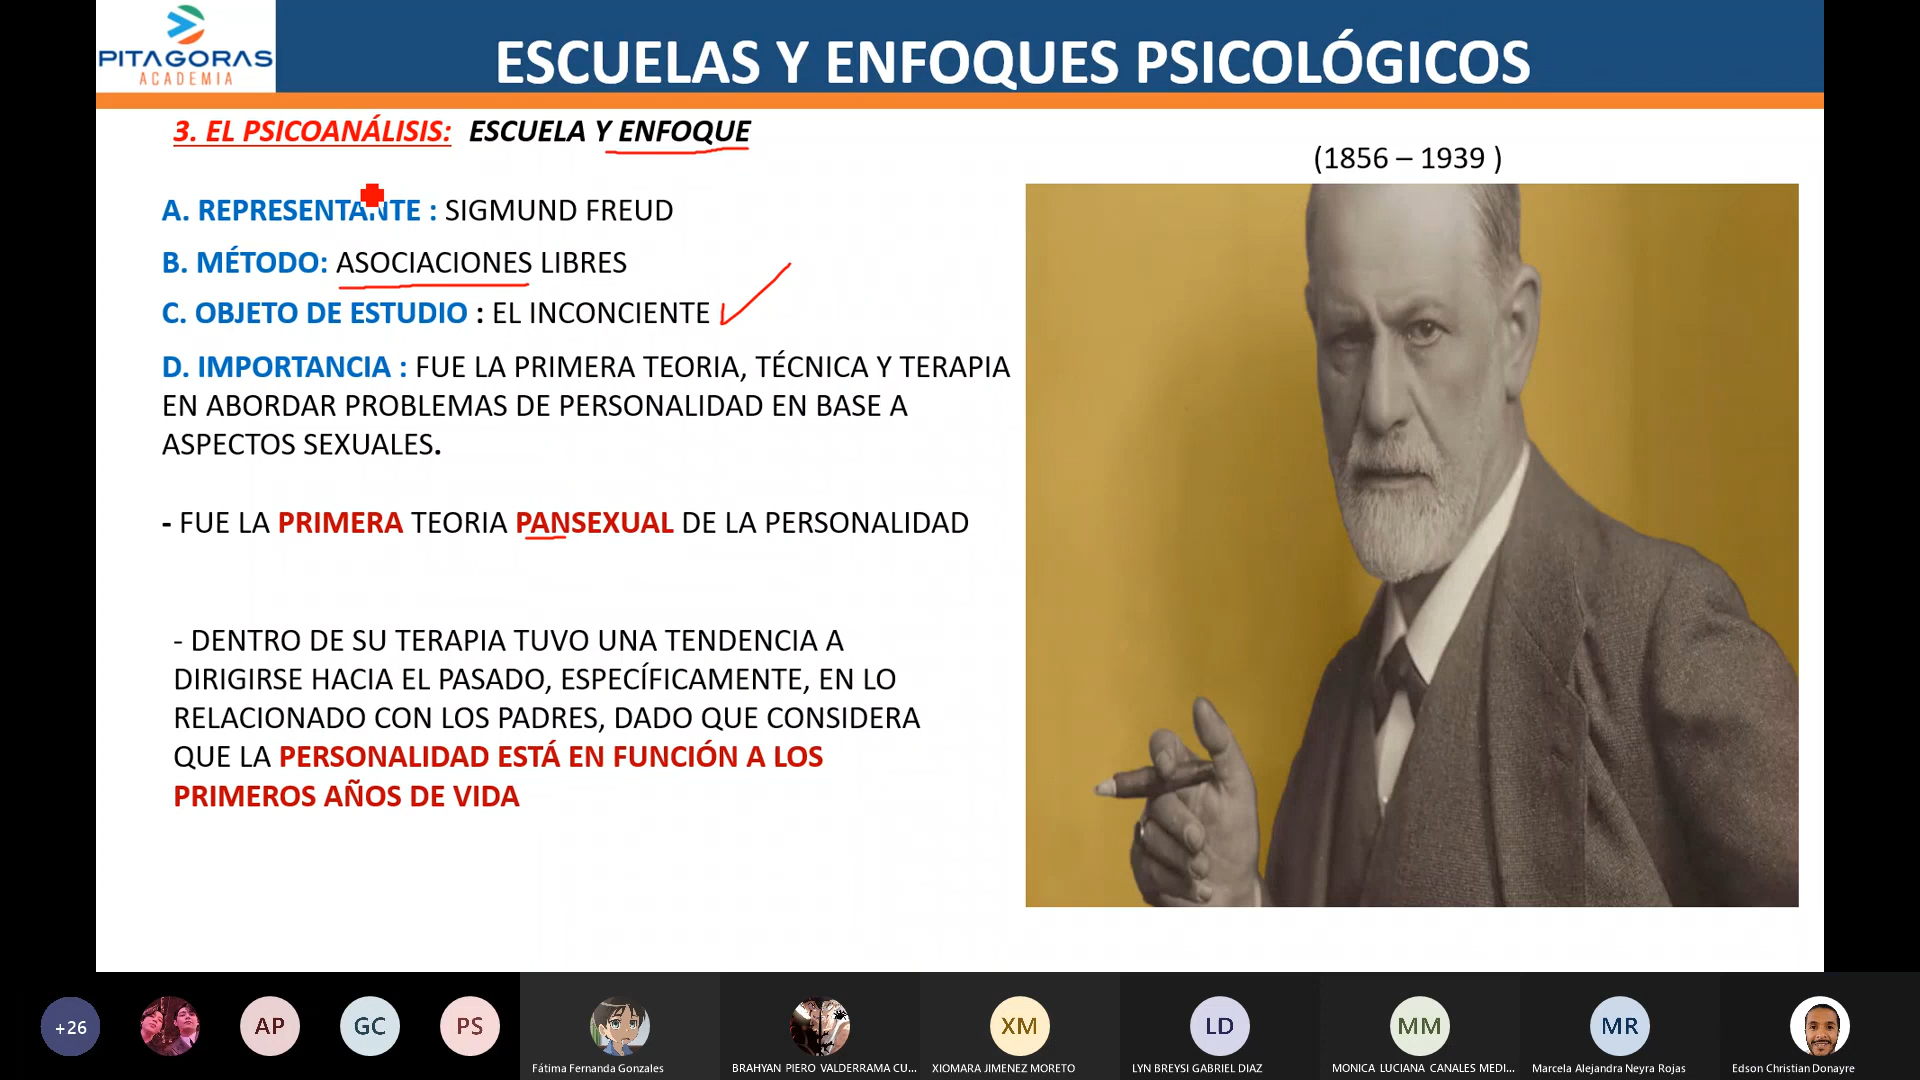 PITAGORAS
ACADEMIA
ESCUELAS Y ENFOQUES PSICOLÓGICOS
3. EL PSICOANÁLISIS: ESCUELA Y ENFOQUE
(1856 – 1939 )
A. REPRESENTANTE : SIGMUND FREUD
B. MÉTODO: ASOCIACIONES LIBRES
C. OBJETO DE ESTUDIO : EL INCONCIENTE
D. IMPORTANCIA : FUE LA PRIMERA TEORIA, TÉCNICA Y TERAPIA
EN ABORDAR PROBLEMAS DE PERSONALIDAD EN BASE A
ASPECTOS SEXUALES.
- FUE LA PRIMERA TEORIA PANSEXUAL DE LA PERSONALIDAD
- DENTRO DE SU TERAPIA TUVO UNA TENDENCIA A
DIRIGIRSE HACIA EL PASADO, ESPECÍFICAMENTE, EN LO
RELACIONADO CON LOS PADRES, DADO QUE CONSIDERA
QUE LA PERSONALIDAD ESTÁ EN FUNCIÓN A LOS
PRIMEROS AÑOS DE VIDA
+26 AP GC PS XM LD MM MR
Fátima Fernanda Gonzales BRAHYAN PIERO VALDERRAMA CU... XIOMARA JIMENEZ MORETO LYN BREYSI GABRIEL DIAZ MONICA LUCIANA CANALES MEDI... Marcela Alejandra Neyra Rojas Edson Christian Donayre